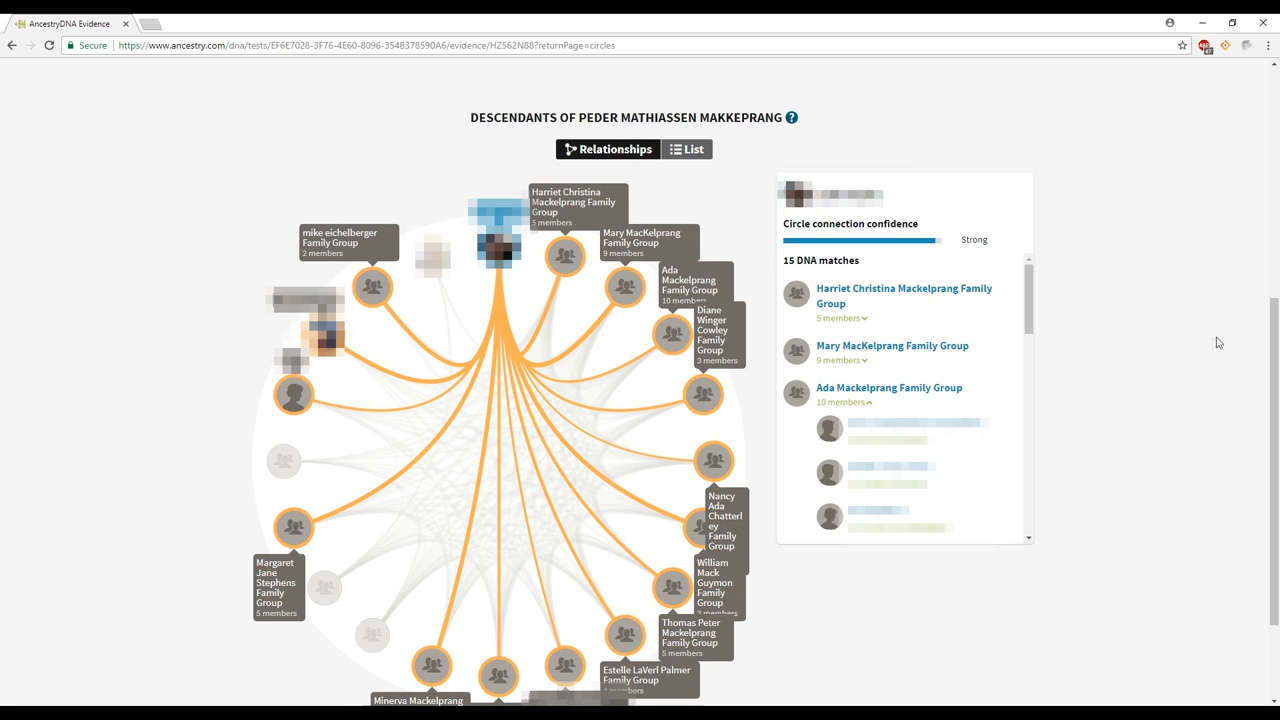 AncestryDNA Evidence
Secure
https://www.ancestry.com/dna/tests/EF6E7028-3F76-4E60-8096-354B378590A6/evidence/HZ562N88?returnPage=circles
47
DESCENDANTS OF PEDER MATHIASSEN MAKKEPRANG ?
Relationships
List
Harriet Christina
Mackelprang Family
Group
5 members
mike eichelberger
Family Group
2 members
Mary MacKelprang
Family Group
9 members
Ada
Mackelprang
Family Group
10 members
Diane
Winger
Cowley
Family
Group
3 members
Nancy
Ada
Chatterl
ey
Family
Group
William
Mack
Guymon
Family
Group
members
Thomas Peter
Mackelprang
Family Group
5 members
Estelle LaVerl Palmer
Family Group
members
Margaret
Jane
Stephens
Family
Group
5 members
Minerva Mackelprang
Circle connection confidence
Strong
15 DNA matches
Harriet Christina Mackelprang Family
Group
5 members
Mary MacKelprang Family Group
9 members
Ada Mackelprang Family Group
10 members